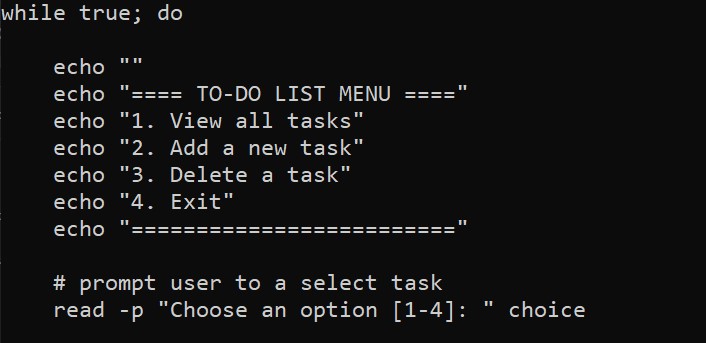 while true; do
echo ""
echo "==== TO-DO LIST MENU ===="
echo "1. View all tasks"
echo "2. Add a new task"
echo "3. Delete a task"
echo "4. Exit"
echo "========================="
# prompt user to a select task
read -p "Choose an option [1-4]: " choice